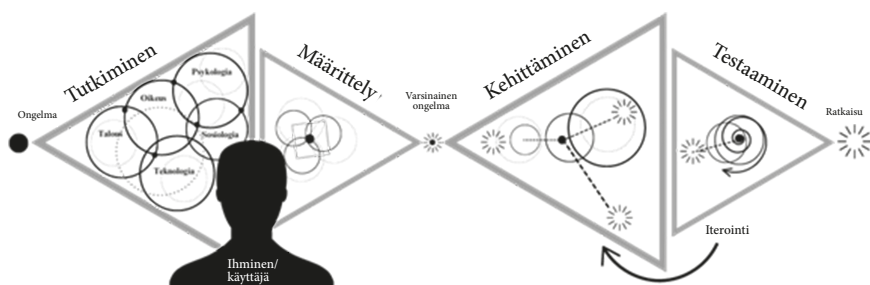 Tutkiminen
Määrittely
Kehittäminen
Testaaminen
Ongelma
Psykologia
Oikeus
Talous
Sosiologia
Teknologia
Varsinainen
ongelma
Ratkaisu
Ihminen/
käyttäjä
Iterointi